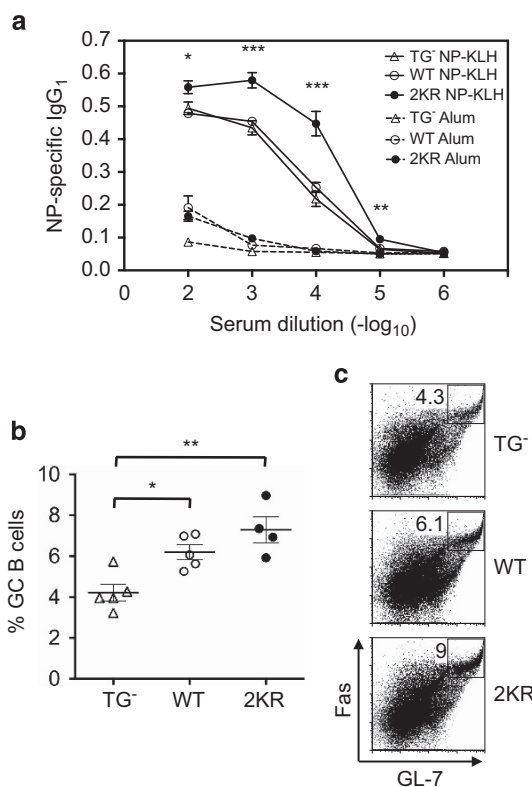 a
0.7
0.6
0.5
0.4
0.3
0.2
0.1
0.0
NP-specific IgG1
*
***
***
**
TG- NP-KLH
WT NP-KLH
2KR NP-KLH
TG- Alum
WT Alum
2KR Alum
0 2 3 4 5 6
Serum dilution (-log10)
b
10
8
6
4
2
0
% GC B cells
**
*
TG- WT 2KR
c
4.3
TG-
6.1
WT
9
2KR
Fas
GL-7